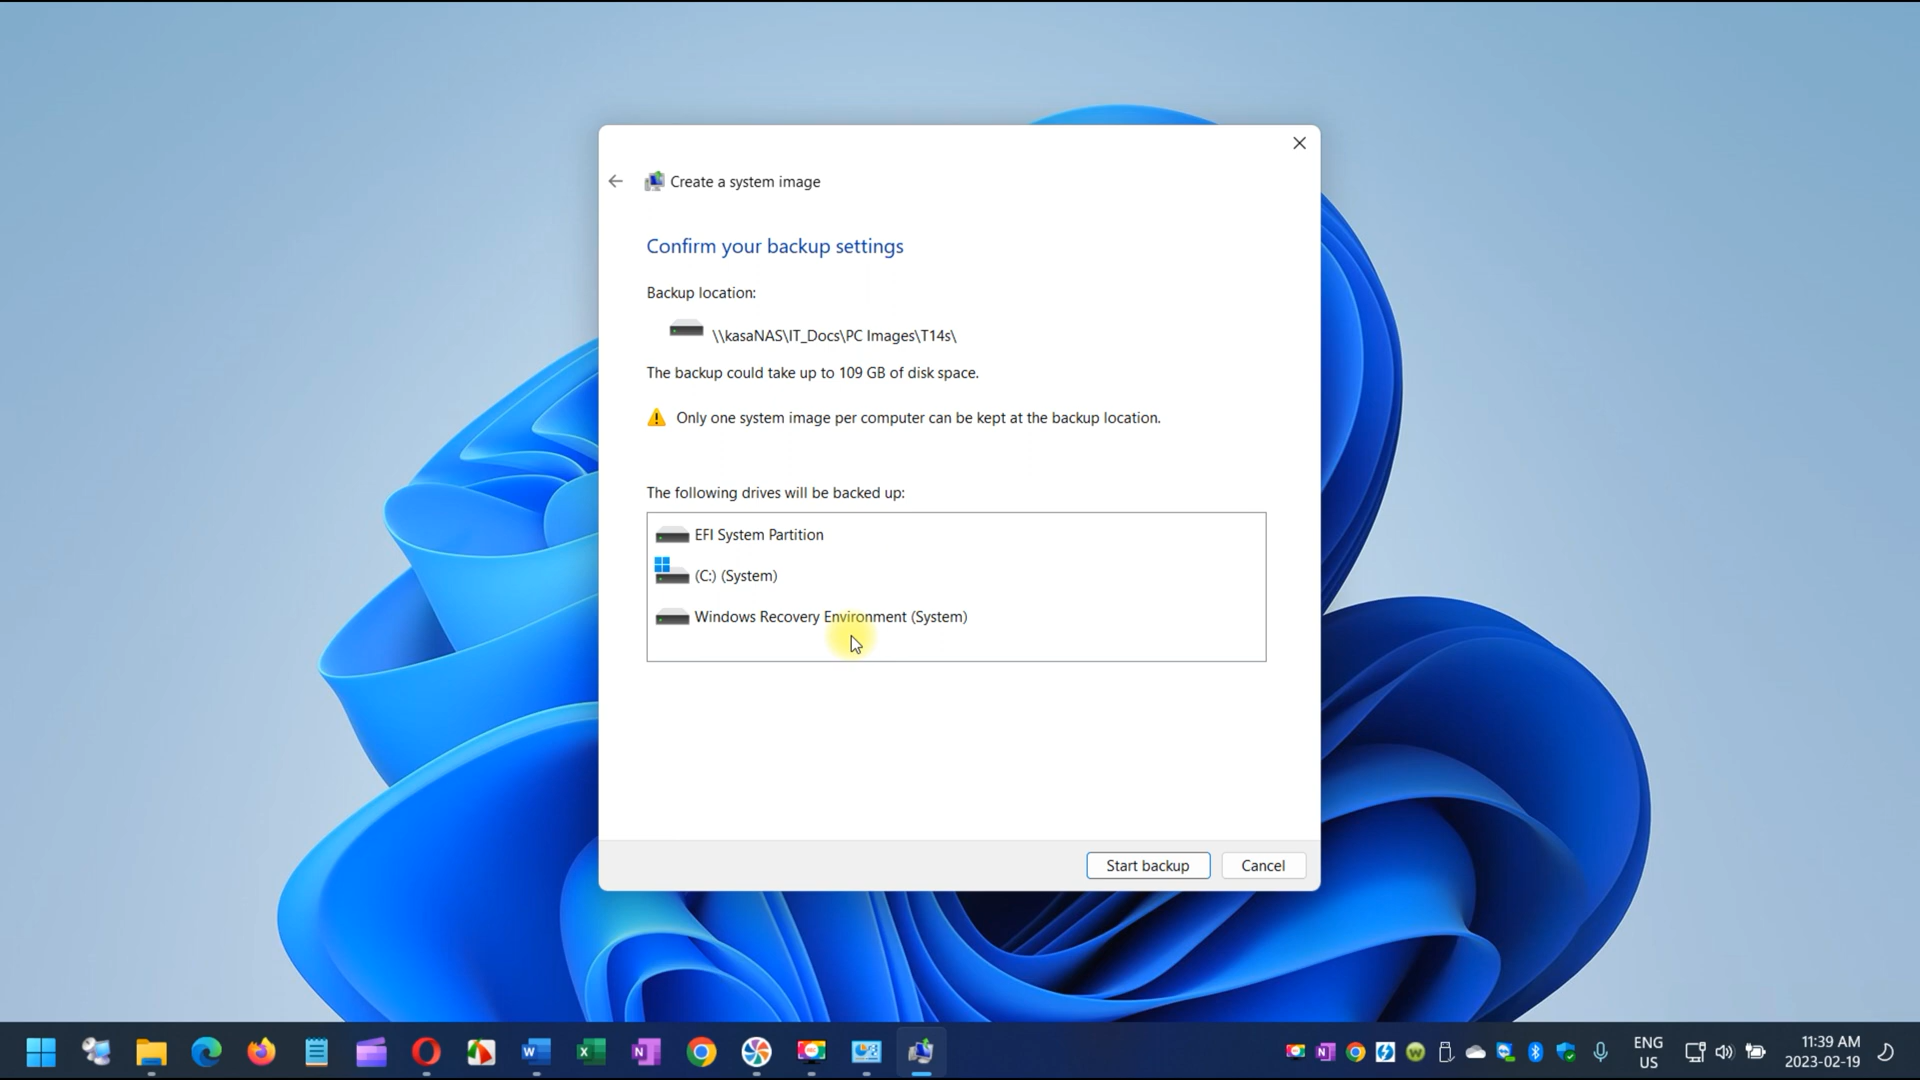 Create a system image
Confirm your backup settings
Backup location:
\\kasaNAS\IT_Docs\PC Images\T14s\
The backup could take up to 109 GB of disk space.
Only one system image per computer can be kept at the backup location.
The following drives will be backed up:
EFI System Partition
(C:) (System)
Windows Recovery Environment (System)
Start backup
Cancel
ENG
US
11:39 AM
2023-02-19